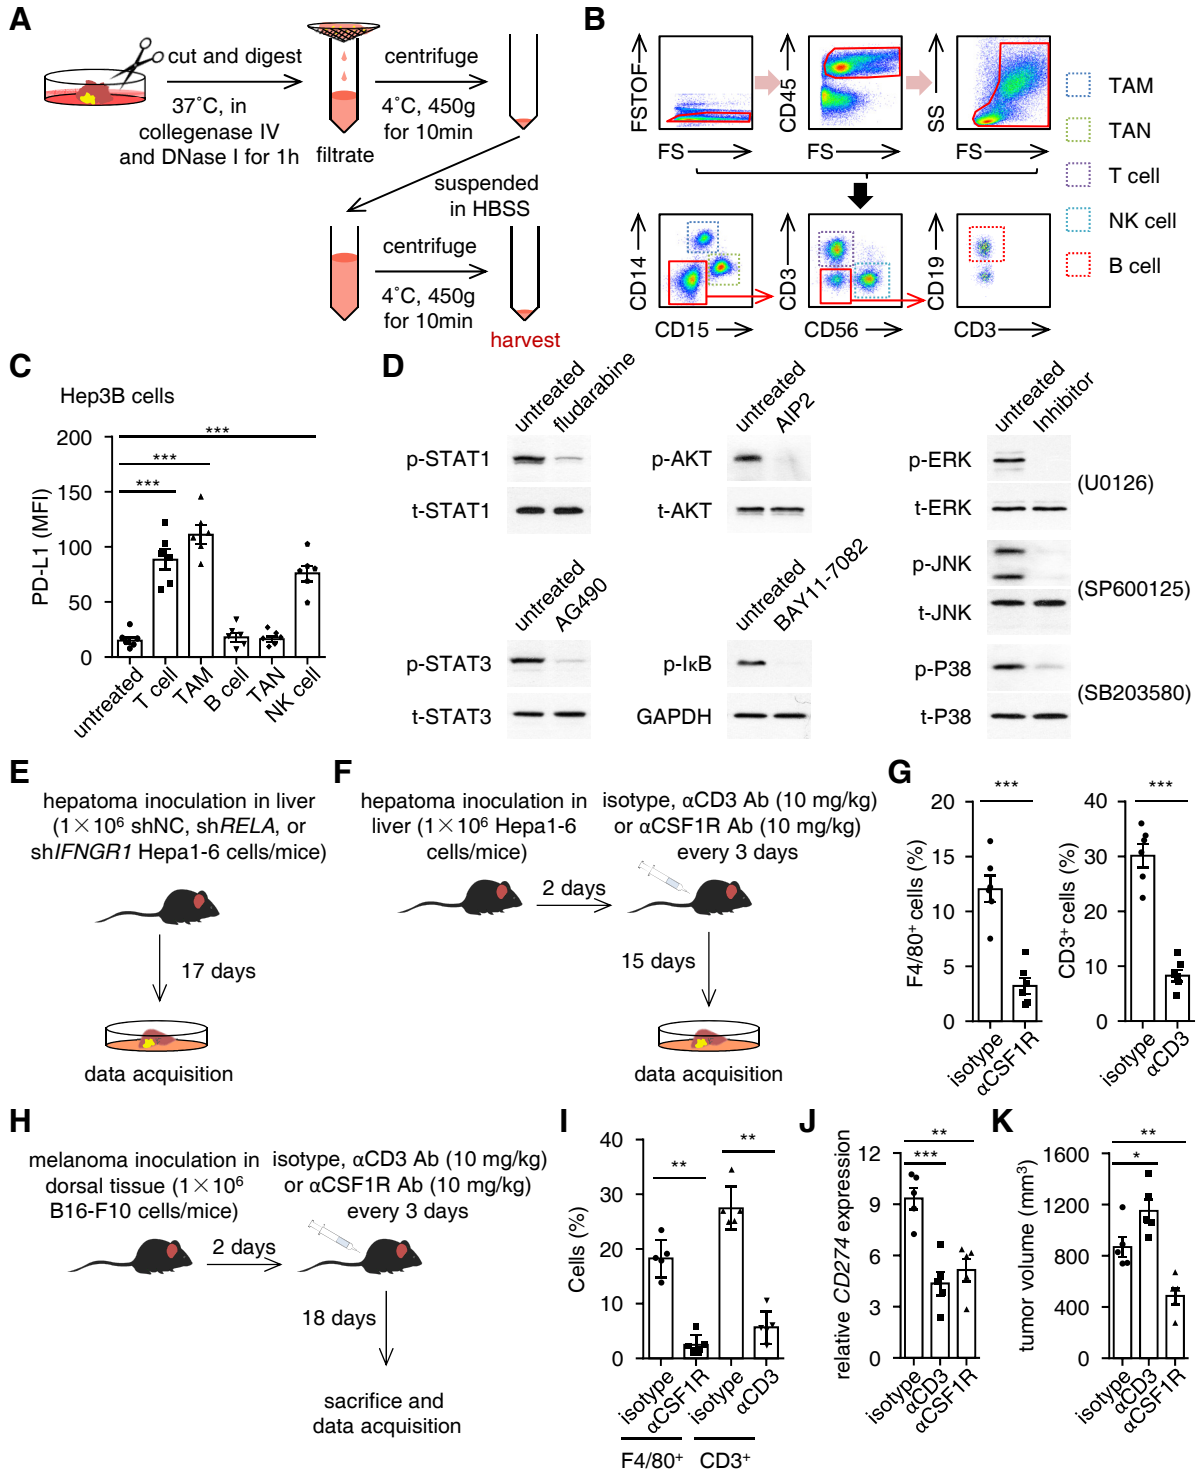 A
cut and digest
37°C, in
collegenase IV
and DNase I for 1h
filtrate
centrifuge
4°C, 450g
for 10min
suspended
in HBSS
centrifuge
4°C, 450g
for 10min
harvest
B
FSTOF
FS
CD45
FS
SS
FS
CD14
CD15
CD3
CD56
CD19
CD3
TAM
TAN
T cell
NK cell
B cell
C
Hep3B cells
PD-L1 (MFI)
200
150
100
50
0
***
***
***
untreated
T cell
TAM
B cell
TAN
NK cell
D
untreated
fludarabine
p-STAT1
t-STAT1
untreated
AG490
p-STAT3
t-STAT3
untreated
AIP2
p-AKT
t-AKT
untreated
BAY11-7082
p-IκB
GAPDH
untreated
Inhibitor
p-ERK
t-ERK
(U0126)
p-JNK
t-JNK
(SP600125)
p-P38
t-P38
(SB203580)
E
hepatoma inoculation in liver
(1×10⁶ shNC, shRELA, or
shIFNGR1 Hepa1-6 cells/mice)
17 days
data acquisition
F
hepatoma inoculation in
liver (1×10⁶ Hepa1-6
cells/mice)
2 days
isotype, αCD3 Ab (10 mg/kg)
or αCSF1R Ab (10 mg/kg)
every 3 days
15 days
data acquisition
G
F4/80⁺ cells (%)
20
15
10
5
0
***
isotype
αCSF1R
CD3⁺ cells (%)
40
30
20
10
0
***
isotype
αCD3
H
melanoma inoculation in
dorsal tissue (1×10⁶
B16-F10 cells/mice)
2 days
isotype, αCD3 Ab (10 mg/kg)
or αCSF1R Ab (10 mg/kg)
every 3 days
18 days
sacrifice and
data acquisition
I
Cells (%)
40
30
20
10
0
**
**
isotype
αCSF1R
isotype
αCD3
F4/80⁺
CD3⁺
J
relative CD274 expression
12
9
6
3
0
**
***
isotype
αCD3
αCSF1R
K
tumor volume (mm³)
1600
1200
800
400
0
**
*
isotype
αCD3
αCSF1R